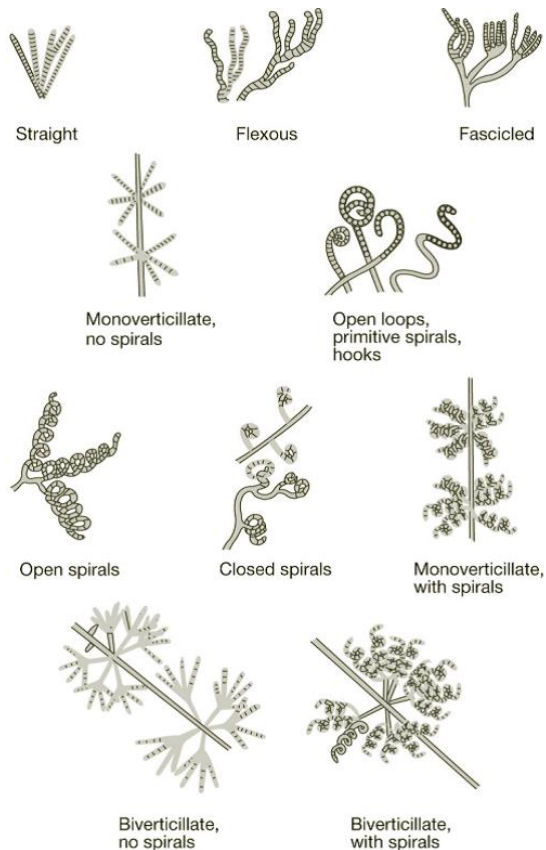 Straight
Flexous
Fascicled
Monoverticillate,
no spirals
Open loops,
primitive spirals,
hooks
Open spirals
Closed spirals
Monoverticillate,
with spirals
Biverticillate,
no spirals
Biverticillate,
with spirals